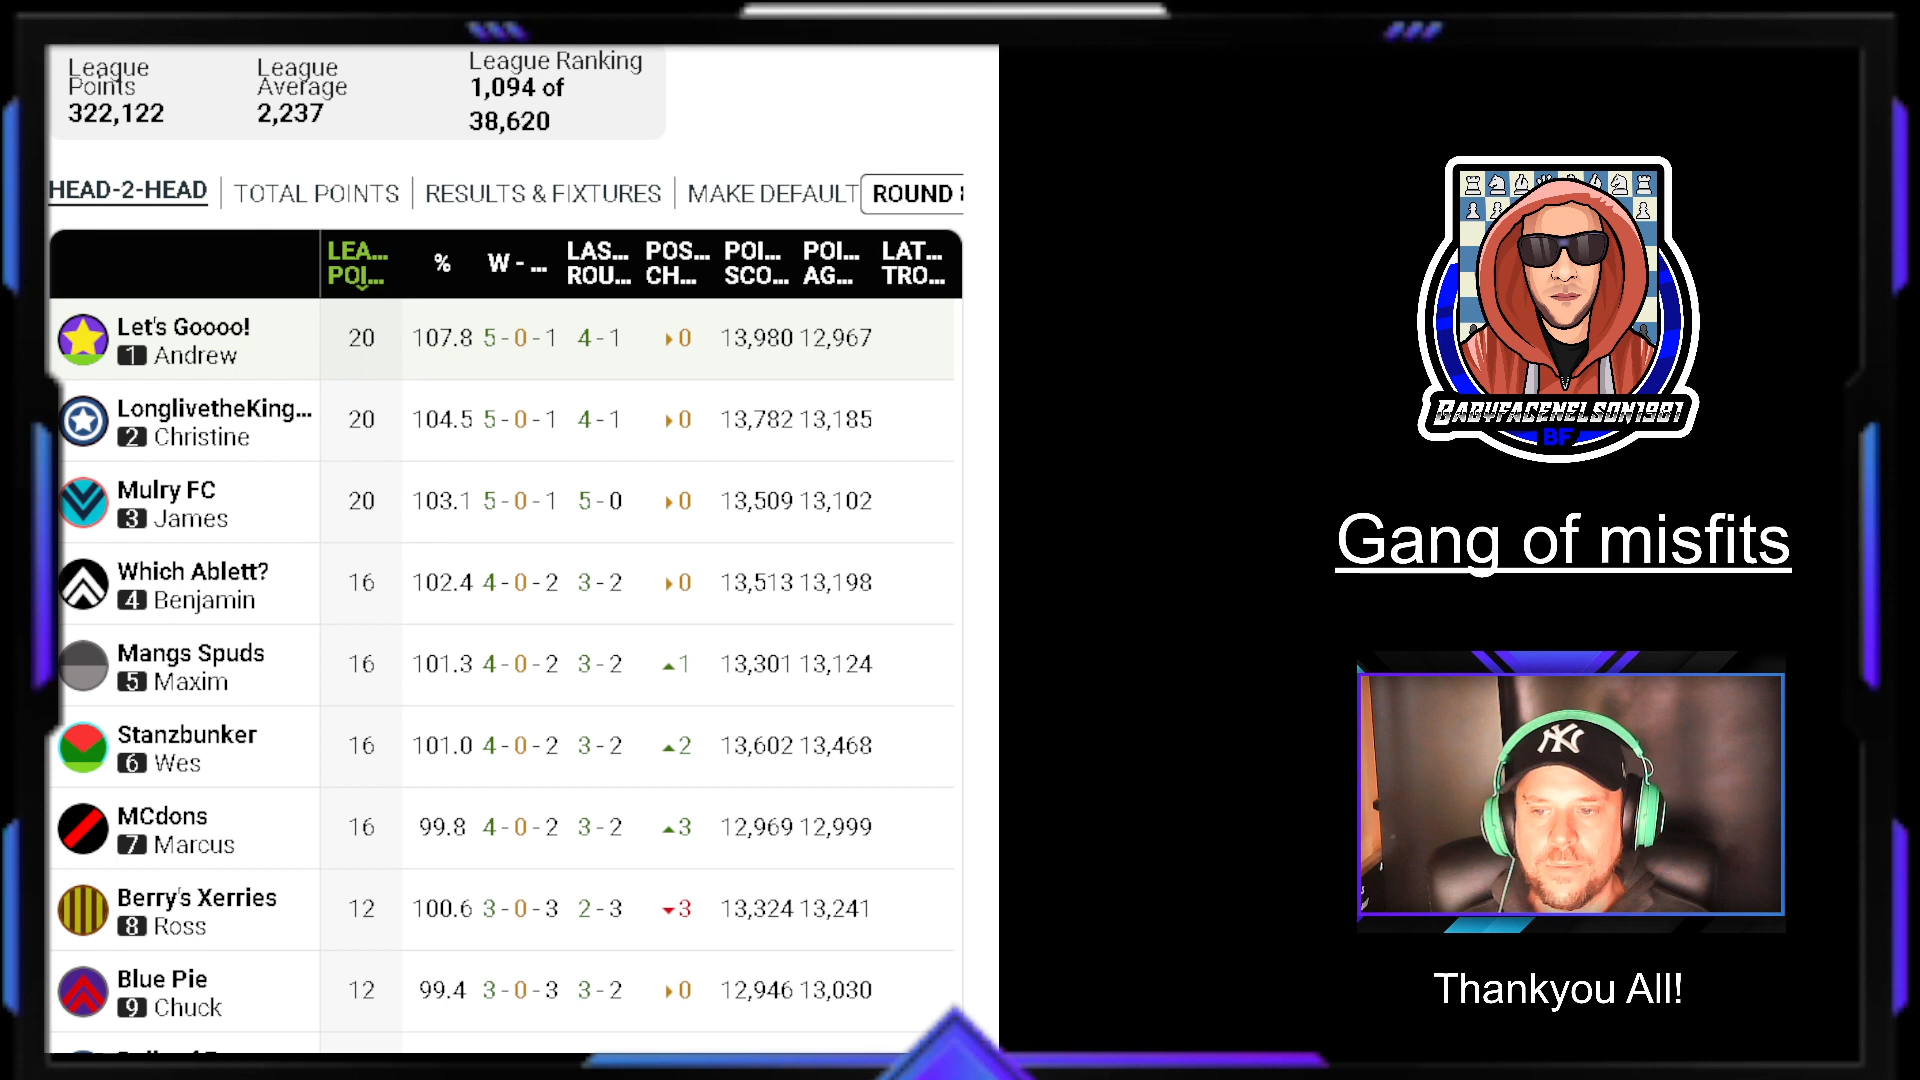 League
Points
322,122
League
Average
2,237
League Ranking
1,094 of
38,620
HEAD-2-HEAD
TOTAL POINTS
RESULTS & FIXTURES
MAKE DEFAULT
ROUND
LEA... POI... % W - ... LAS... ROU... POS... CH... POI... SCO... POI... AG... LAT... TRO...
Let's Goooo!
1 Andrew
20 107.8 5 - 0 - 1 4 - 1 0 13,980 12,967
LonglivetheKing...
2 Christine
20 104.5 5 - 0 - 1 4 - 1 0 13,782 13,185
Mulry FC
3 James
20 103.1 5 - 0 - 1 5 - 0 0 13,509 13,102
Which Ablett?
4 Benjamin
16 102.4 4 - 0 - 2 3 - 2 0 13,513 13,198
Mangs Spuds
5 Maxim
16 101.3 4 - 0 - 2 3 - 2 1 13,301 13,124
Stanzbunker
6 Wes
16 101.0 4 - 0 - 2 3 - 2 2 13,602 13,468
MCdons
7 Marcus
16 99.8 4 - 0 - 2 3 - 2 3 12,969 12,999
Berry's Xerries
8 Ross
12 100.6 3 - 0 - 3 2 - 3 3 13,324 13,241
Blue Pie
9 Chuck
12 99.4 3 - 0 - 3 3 - 2 0 12,946 13,030
BABYFACENELSON1981
BF
Gang of misfits
NY
Thankyou All!